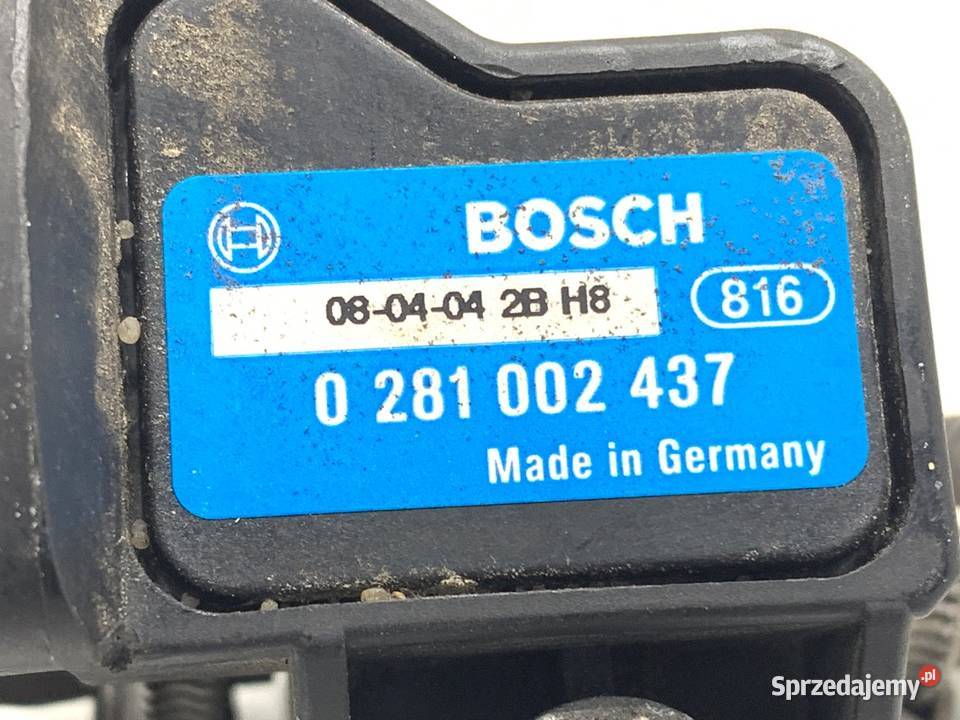 BOSCH
08-04-04 2B H8
816
0 281 002 437
Made in Germany
Sprzedajemy.pl